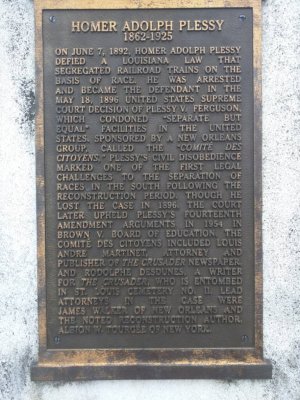 HOMER ADOLPH PLESSY
1862-1925
ON JUNE 7, 1892, HOMER ADOLPH PLESSY
DEFIED A LOUISIANA LAW THAT
SEGREGATED RAILROAD TRAINS ON THE
BASIS OF RACE. HE WAS ARRESTED
AND BECAME THE DEFENDANT IN THE
MAY 18, 1896 UNITED STATES SUPREME
COURT DECISION OF PLESSY V. FERGUSON,
WHICH CONDONED "SEPARATE BUT
EQUAL" FACILITIES IN THE UNITED
STATES. SPONSORED BY A NEW ORLEANS
GROUP, CALLED THE "COMITÉ DES
CITOYENS," PLESSY'S CIVIL DISOBEDIENCE
MARKED ONE OF THE FIRST LEGAL
CHALLENGES TO THE SEPARATION OF
RACES IN THE SOUTH FOLLOWING THE
RECONSTRUCTION PERIOD. THOUGH HE
LOST THE CASE IN 1896, THE COURT
LATER UPHELD PLESSY'S FOURTEENTH
AMENDMENT ARGUMENTS IN 1954 IN
BROWN V. BOARD OF EDUCATION. THE
COMITÉ DES CITOYENS INCLUDED LOUIS
ANDRE MARTINET, ATTORNEY AND
PUBLISHER OF THE CRUSADER NEWSPAPER,
AND RODOLPHE DESDUNES, A WRITER
FOR THE CRUSADER, WHO IS ENTOMBED
IN ST. LOUIS CEMETERY NO. II. LEAD
ATTORNEYS IN THE CASE WERE
JAMES WALKER OF NEW ORLEANS AND
THE NOTED RECONSTRUCTION AUTHOR,
ALBION W. TOURGÉE OF NEW YORK.